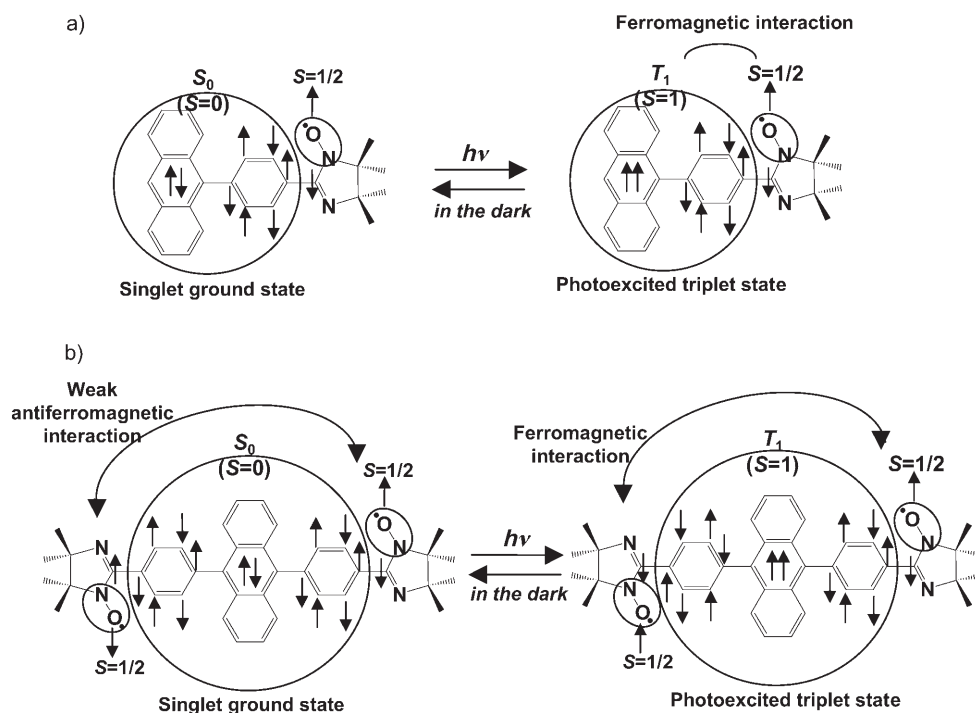 a)
Ferromagnetic interaction
S₀
(S=0)
S=1/2
T₁
(S=1)
S=1/2
•O
N
N
hν
in the dark
•O
N
N
Singlet ground state
Photoexcited triplet state
b)
Weak
antiferromagnetic
interaction
S₀
(S=0)
S=1/2
Ferromagnetic
interaction
T₁
(S=1)
S=1/2
•O
N
N
N
N
O•
S=1/2
hν
in the dark
•O
N
N
N
N
O•
S=1/2
Singlet ground state
Photoexcited triplet state